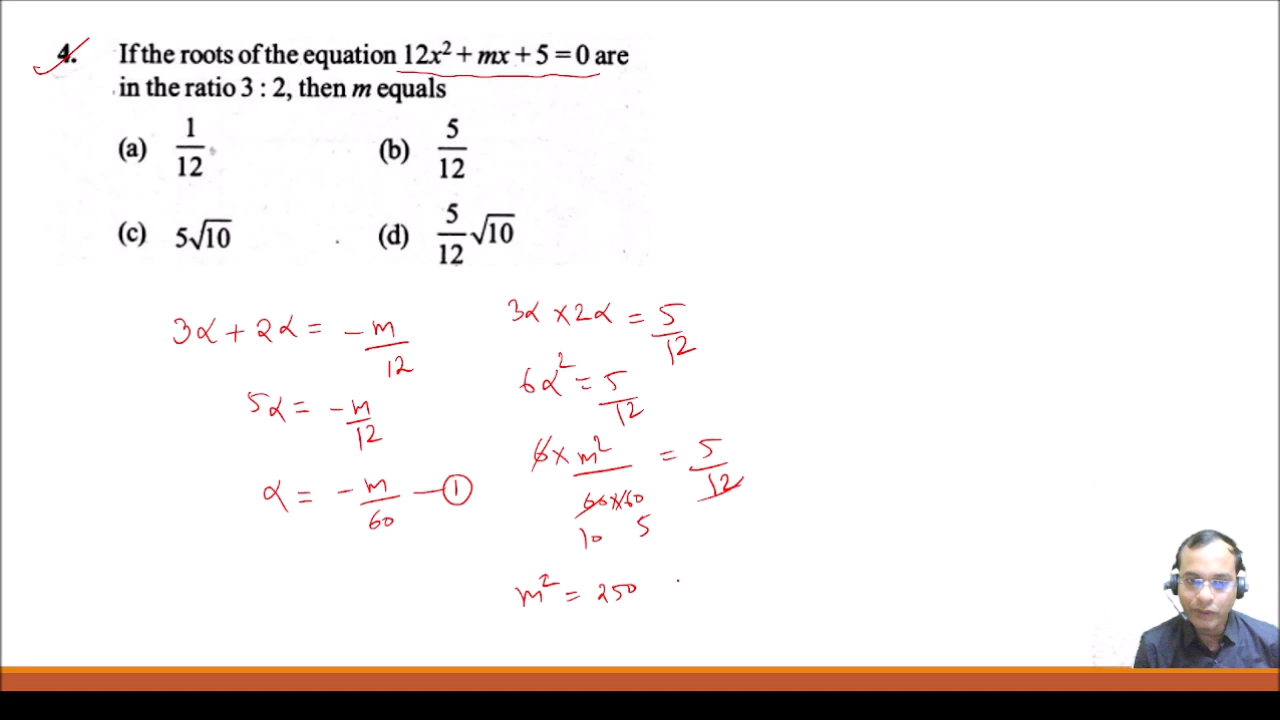 4. If the roots of the equation 12x² + mx + 5 = 0 are
in the ratio 3 : 2, then m equals
(a) 1/12 (b) 5/12
(c) 5√10 (d) 5/12 √10
3α + 2α = -m/12
5α = -m/12
α = -m/60 — ①
3α × 2α = 5/12
6α² = 5/12
6 × m²/60×60 = 5/12
10 5
m² = 250